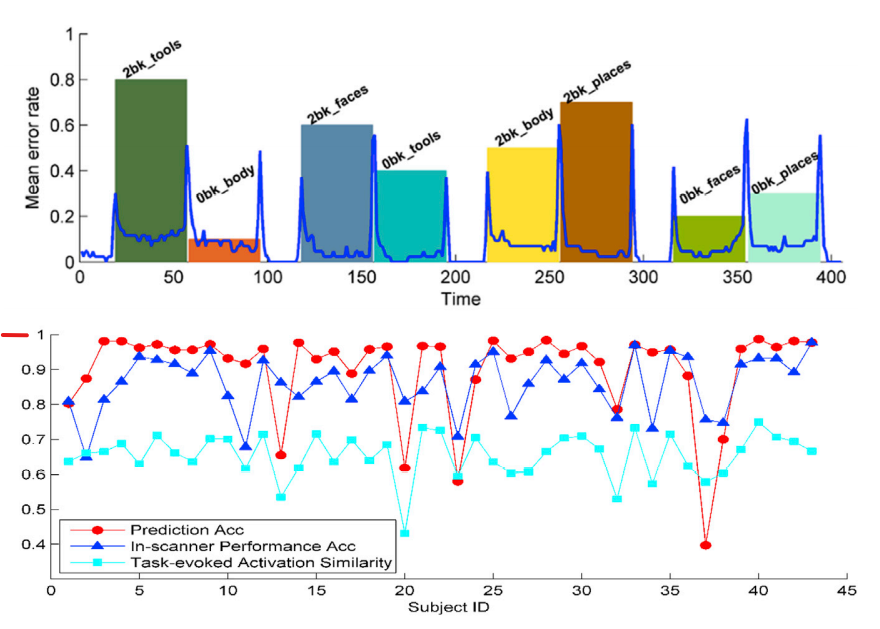 1
0.8
0.6
0.4
0.2
0
Mean error rate
2bk_tools
0bk_body
2bk_faces
0bk_tools
2bk_body
2bk_places
0bk_faces
0bk_places
0 50 100 150 200 250 300 350 400
Time
1
0.9
0.8
0.7
0.6
0.5
0.4
Prediction Acc
In-scanner Performance Acc
Task-evoked Activation Similarity
0 5 10 15 20 25 30 35 40 45
Subject ID